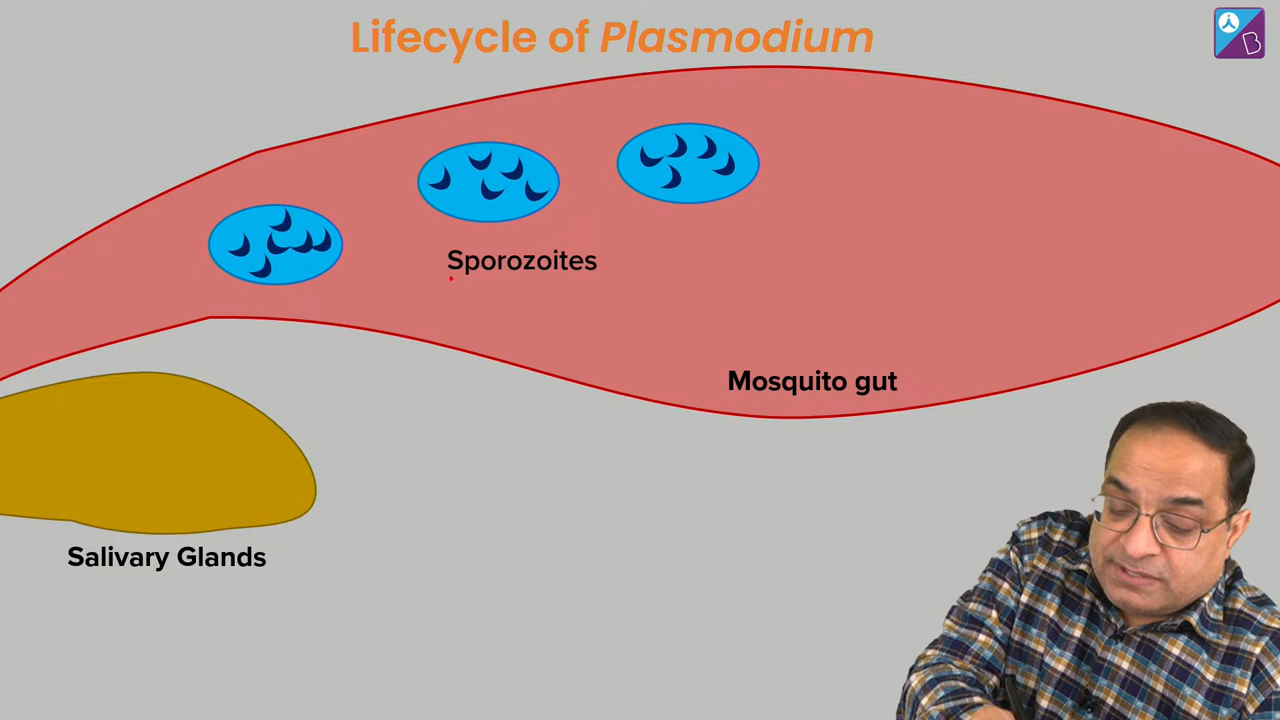 Lifecycle of Plasmodium
Sporozoites
Mosquito gut
Salivary Glands
B